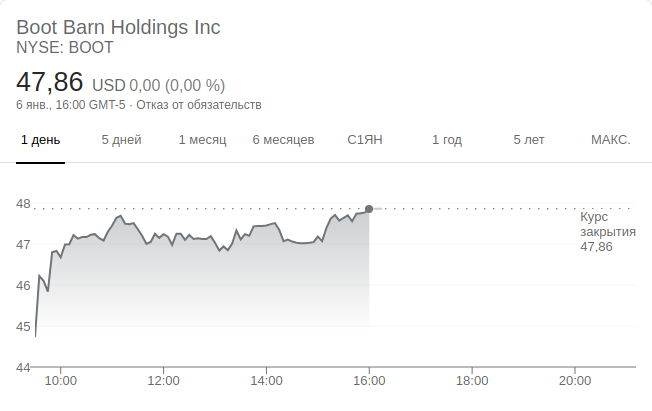 Boot Barn Holdings Inc
NYSE: BOOT
47,86 USD 0,00 (0,00 %)
6 янв., 16:00 GMT-5 · Отказ от обязательств
1 день 5 дней 1 месяц 6 месяцев С1ЯН 1 год 5 лет МАКС.
48
47
46
45
44
Курс
закрытия
47,86
10:00 12:00 14:00 16:00 18:00 20:00